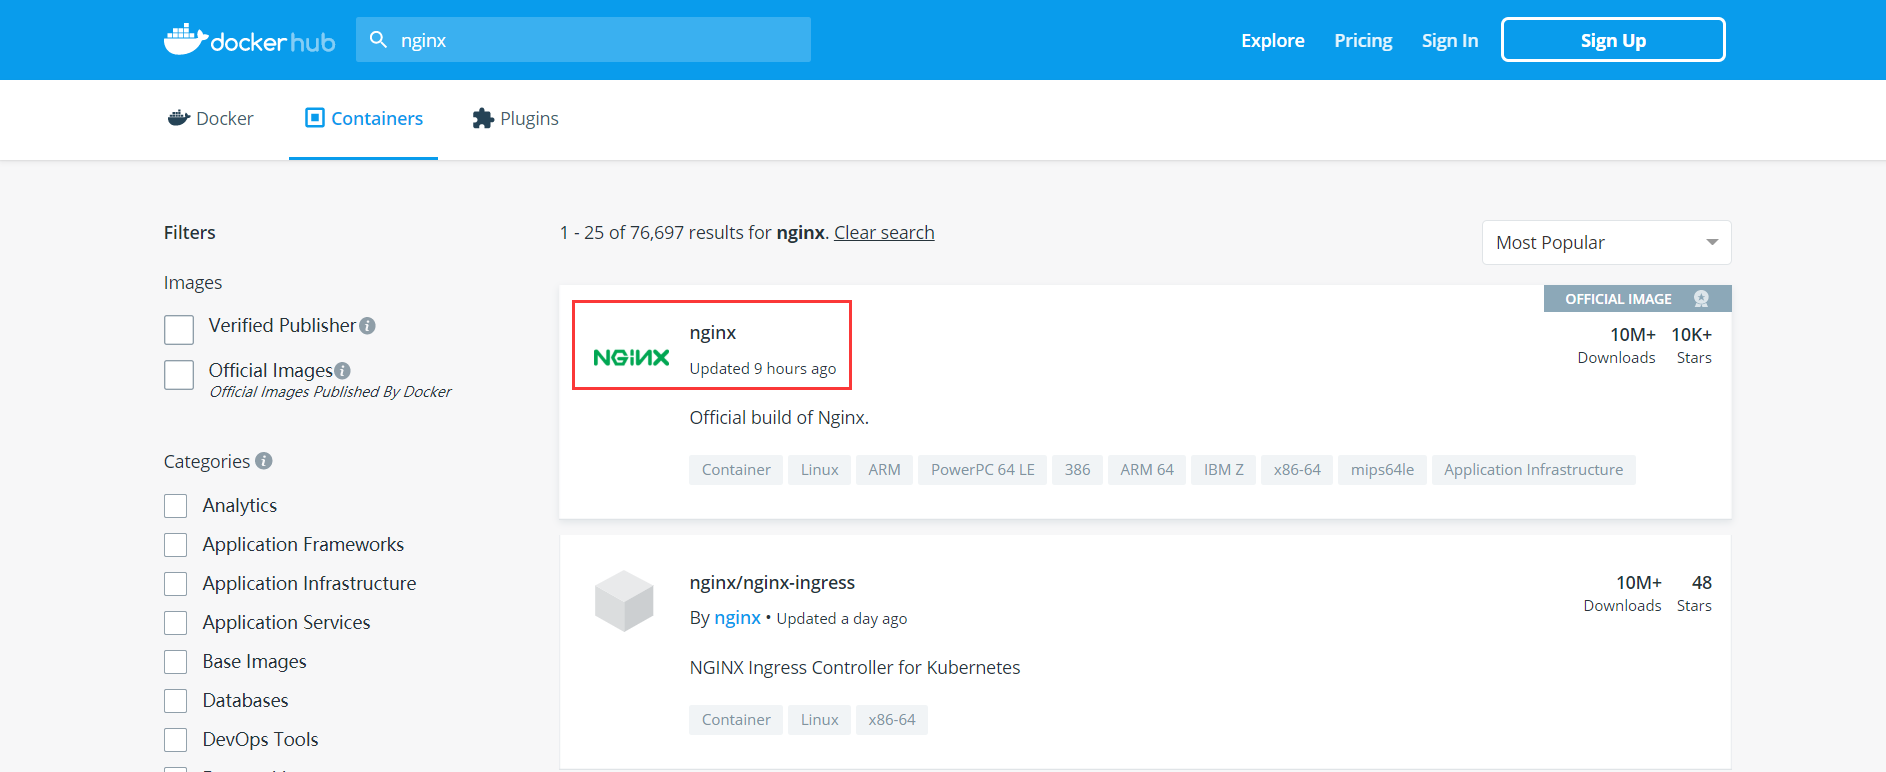 docker hub
nginx
Explore
Pricing
Sign In
Sign Up
Docker
Containers
Plugins
Filters
Images
Verified Publisher
Official Images
Official Images Published By Docker
Categories
Analytics
Application Frameworks
Application Infrastructure
Application Services
Base Images
Databases
DevOps Tools
1 - 25 of 76,697 results for nginx. Clear search
Most Popular
OFFICIAL IMAGE
NGINX
nginx
Updated 9 hours ago
10M+ 10K+
Downloads Stars
Official build of Nginx.
Container Linux ARM PowerPC 64 LE 386 ARM 64 IBM Z x86-64 mips64le Application Infrastructure
nginx/nginx-ingress
By nginx • Updated a day ago
10M+ 48
Downloads Stars
NGINX Ingress Controller for Kubernetes
Container Linux x86-64